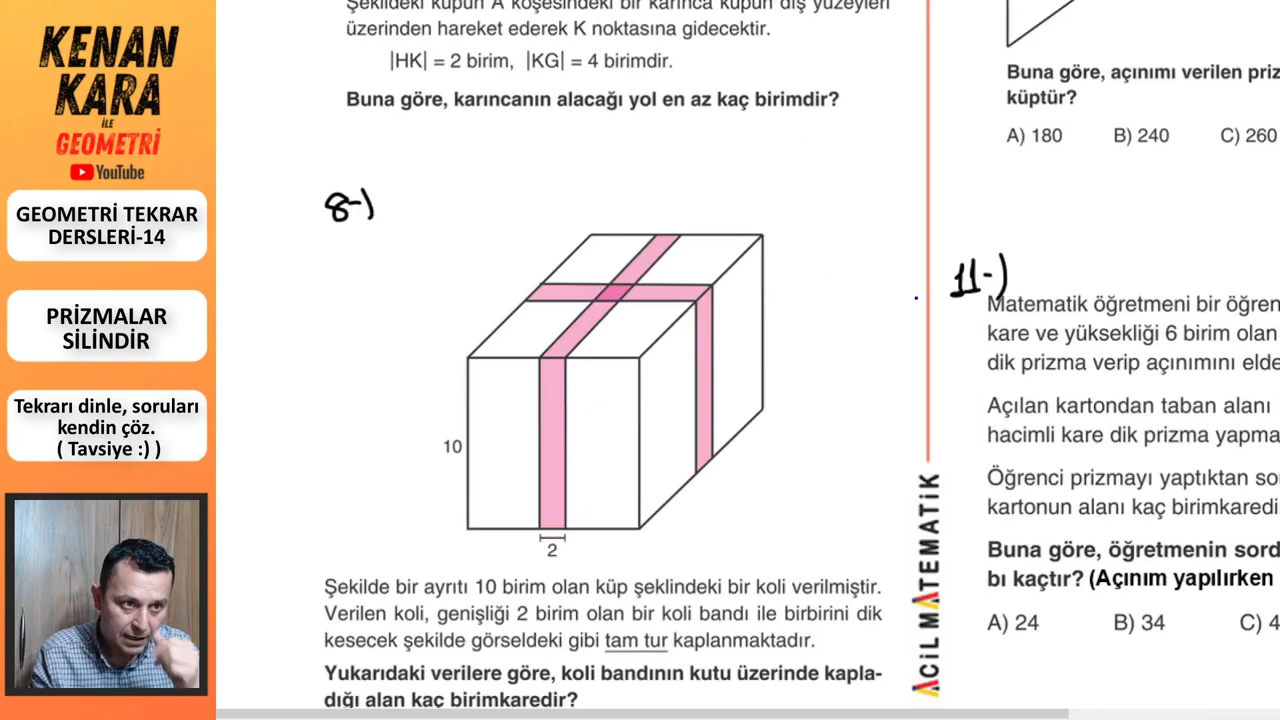 KENAN
KARA
İLE
GEOMETRİ
YouTube
GEOMETRİ TEKRAR
DERSLERİ-14
PRİZMALAR
SİLİNDİR
Tekrarı dinle, soruları
kendin çöz.
( Tavsiye :) )
Şekildeki küpün A köşesindeki bir karınca küpün dış yüzeyleri
üzerinden hareket ederek K noktasına gidecektir.
|HK| = 2 birim, |KG| = 4 birimdir.
Buna göre, karıncanın alacağı yol en az kaç birimdir?
8-)
10
2
Şekilde bir ayrıtı 10 birim olan küp şeklindeki bir koli verilmiştir.
Verilen koli, genişliği 2 birim olan bir koli bandı ile birbirini dik
kesecek şekilde görseldeki gibi tam tur kaplanmaktadır.
Yukarıdaki verilere göre, koli bandının kutu üzerinde kapla-
dığı alan kaç birimkaredir?
ACİL MATEMATİK
Buna göre, açınımı verilen priz
küptür?
A) 180 B) 240 C) 260
11-)
Matematik öğretmeni bir öğren
kare ve yüksekliği 6 birim olan
dik prizma verip açınımını elde
Açılan kartondan taban alanı
hacimli kare dik prizma yapma
Öğrenci prizmayı yaptıktan so
kartonun alanı kaç birimkaredi
Buna göre, öğretmenin sord
bı kaçtır? (Açınım yapılırken
A) 24 B) 34 C) 4